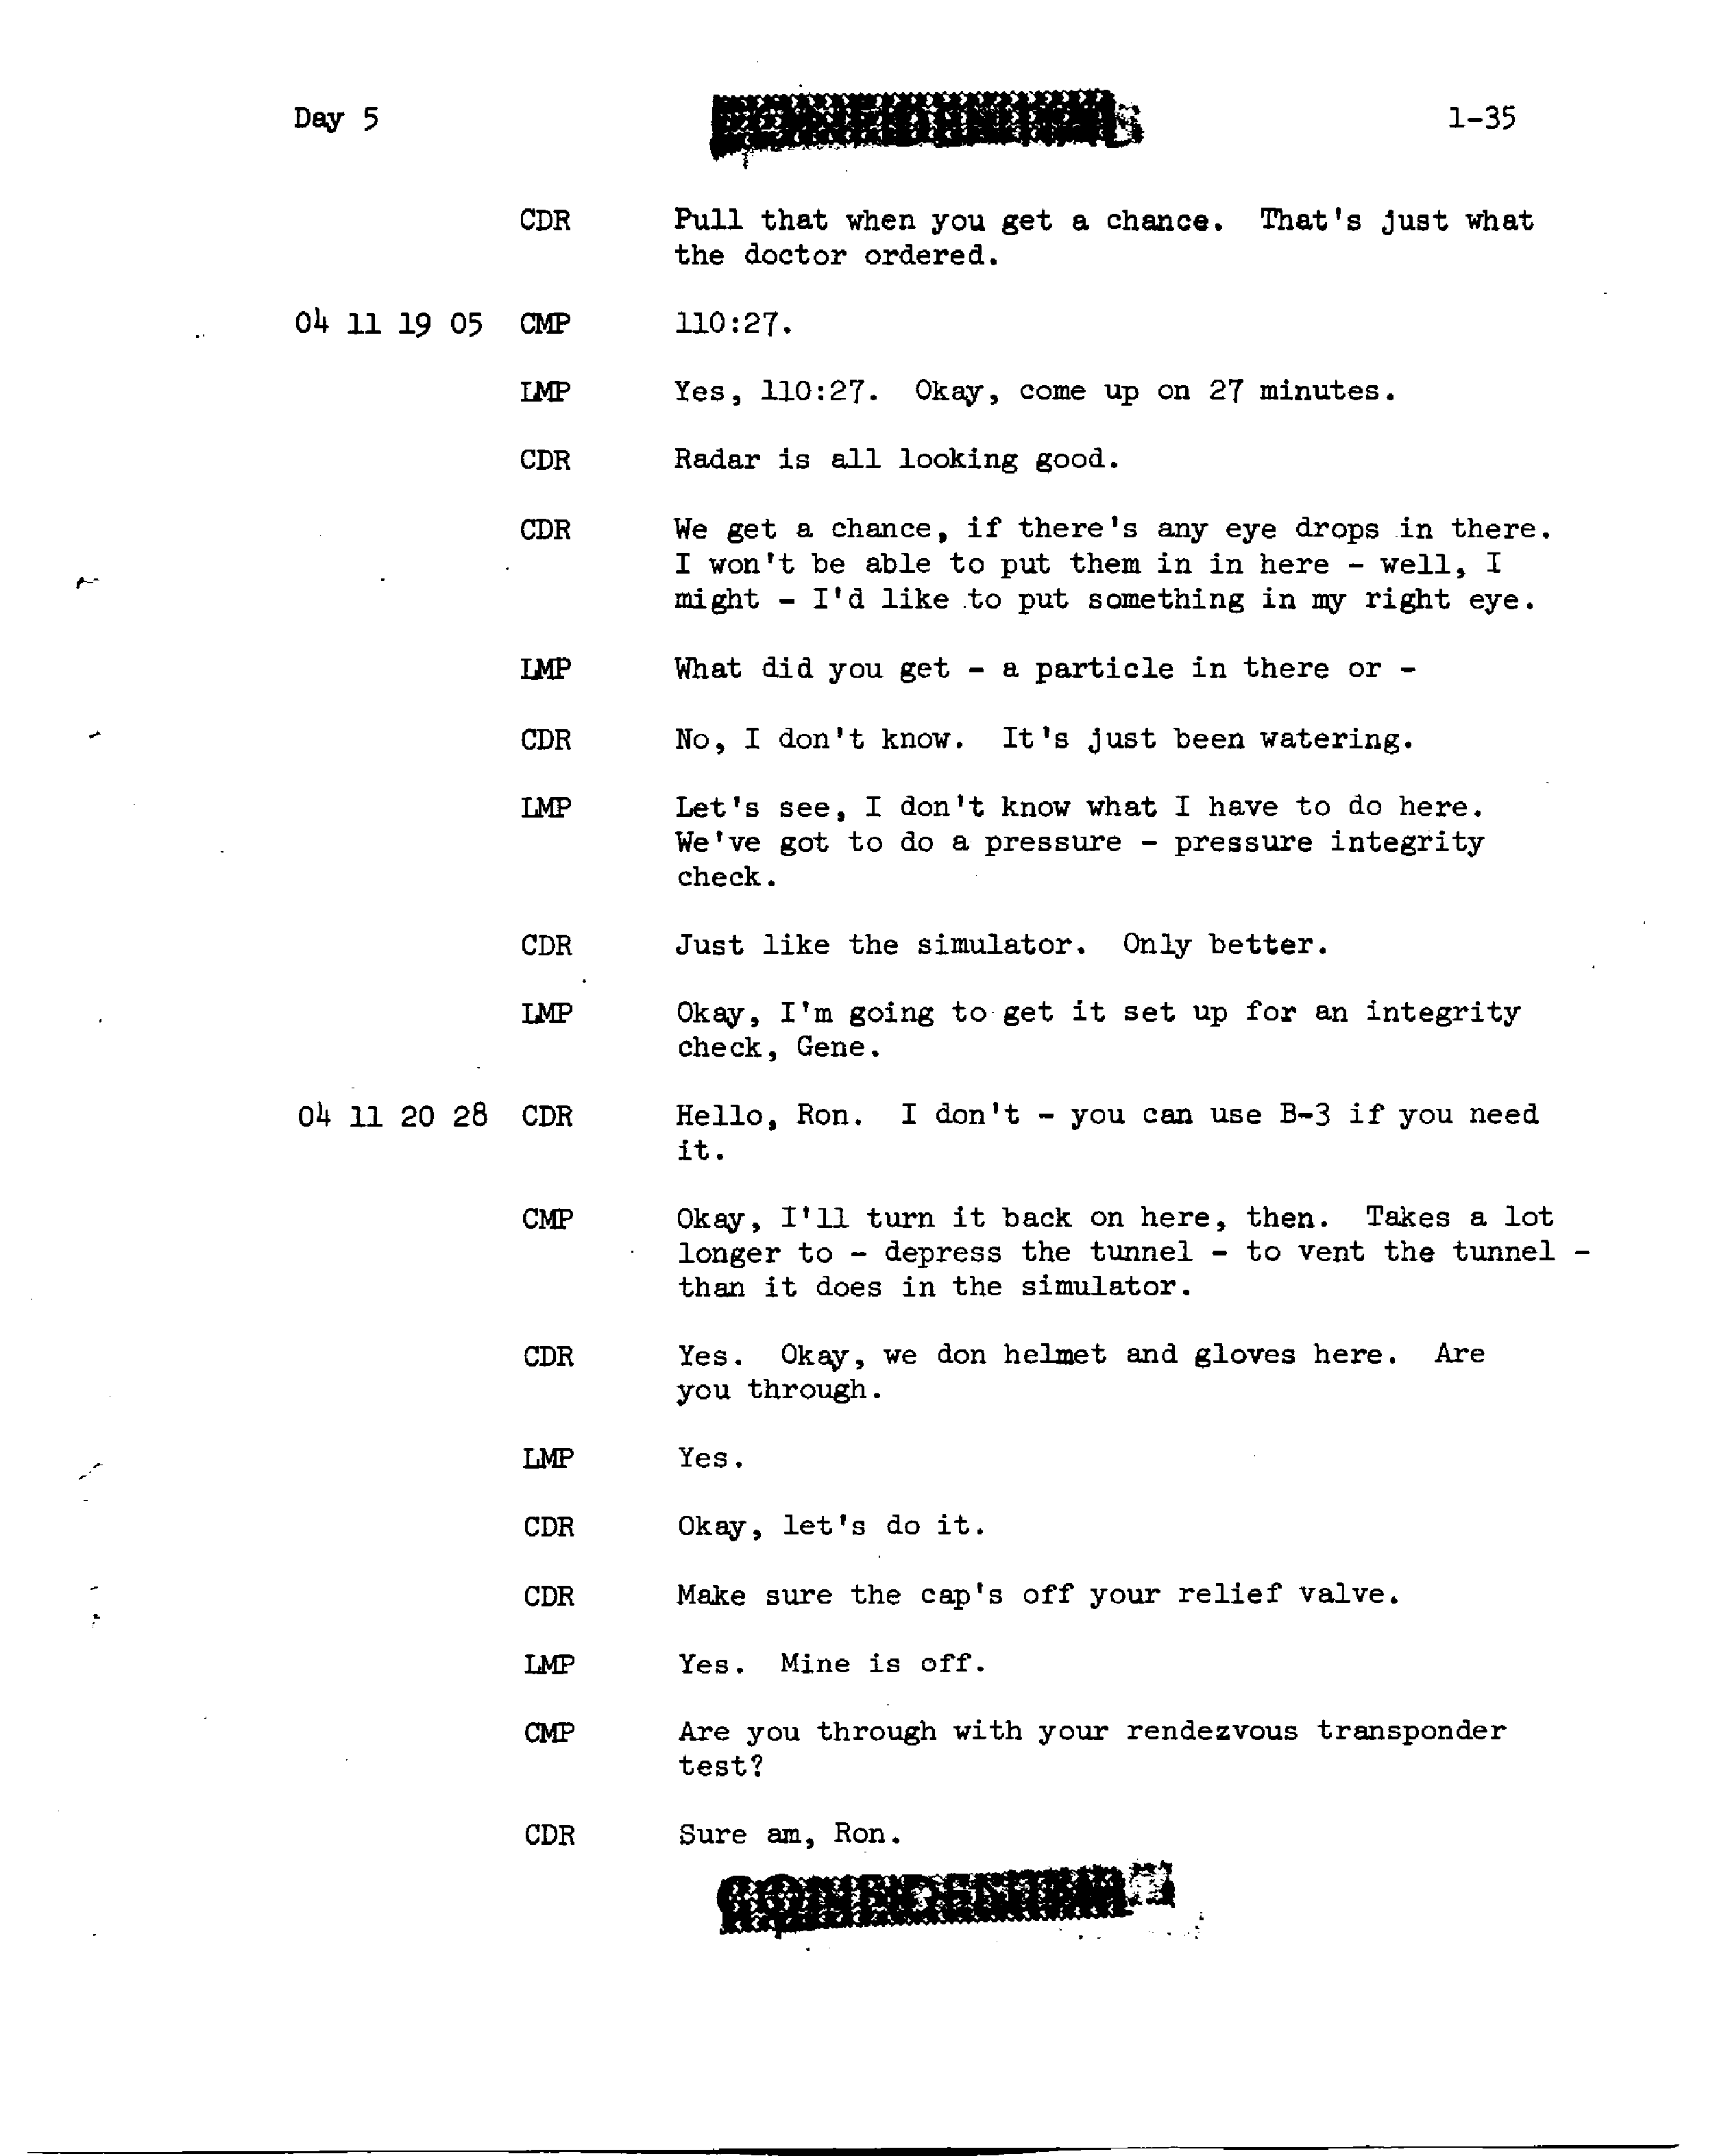 Day 5
1-35
CDR Pull that when you get a chance. That's just what
the doctor ordered.
04 11 19 05 CMP 110:27.
LMP Yes, 110:27. Okay, come up on 27 minutes.
CDR Radar is all looking good.
CDR We get a chance, if there's any eye drops in there.
I won't be able to put them in in here - well, I
might - I'd like to put something in my right eye.
LMP What did you get - a particle in there or -
CDR No, I don't know. It's just been watering.
LMP Let's see, I don't know what I have to do here.
We've got to do a pressure - pressure integrity
check.
CDR Just like the simulator. Only better.
LMP Okay, I'm going to get it set up for an integrity
check, Gene.
04 11 20 28 CDR Hello, Ron. I don't - you can use B-3 if you need
it.
CMP Okay, I'll turn it back on here, then. Takes a lot
longer to - depress the tunnel - to vent the tunnel -
than it does in the simulator.
CDR Yes. Okay, we don helmet and gloves here. Are
you through.
LMP Yes.
CDR Okay, let's do it.
CDR Make sure the cap's off your relief valve.
LMP Yes. Mine is off.
CMP Are you through with your rendezvous transponder
test?
CDR Sure am, Ron.